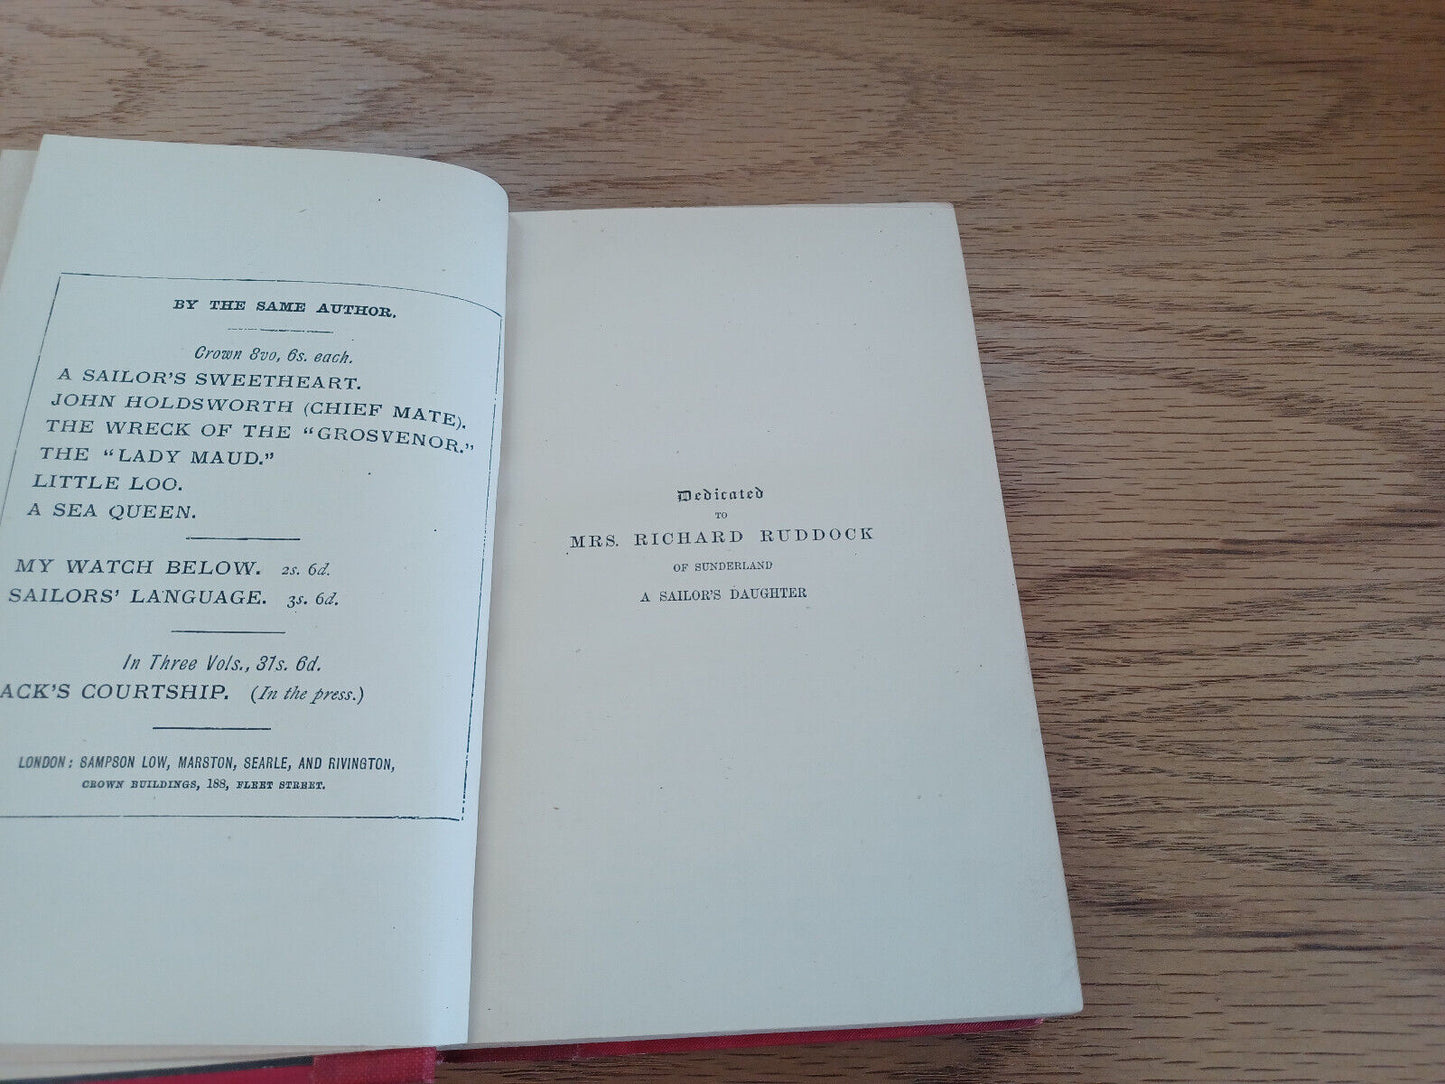 BY THE SAME AUTHOR.
Crown 8vo, 6s. each.
A SAILOR'S SWEETHEART.
JOHN HOLDSWORTH (CHIEF MATE).
THE WRECK OF THE "GROSVENOR."
THE "LADY MAUD."
LITTLE LOO.
A SEA QUEEN.
MY WATCH BELOW. 2s. 6d.
SAILORS' LANGUAGE. 3s. 6d.
In Three Vols., 31s. 6d.
ACK'S COURTSHIP. (In the press.)
LONDON: SAMPSON LOW, MARSTON, SEARLE, AND RIVINGTON,
CROWN BUILDINGS, 188, FLEET STREET.
Dedicated
TO
MRS. RICHARD RUDDOCK
OF SUNDERLAND
A SAILOR'S DAUGHTER